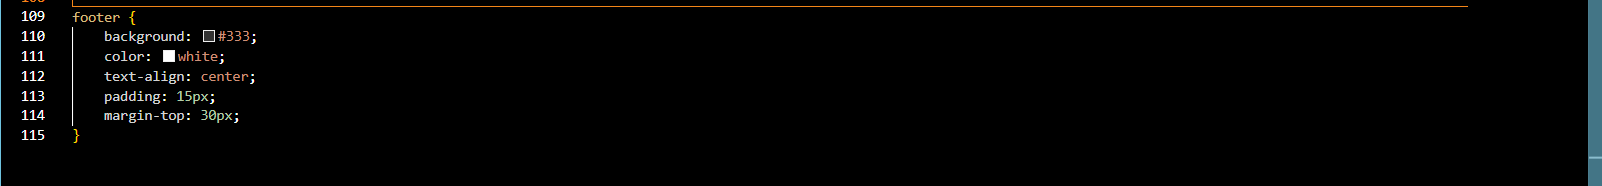 108
109 footer {
110     background: #333;
111     color: white;
112     text-align: center;
113     padding: 15px;
114     margin-top: 30px;
115 }